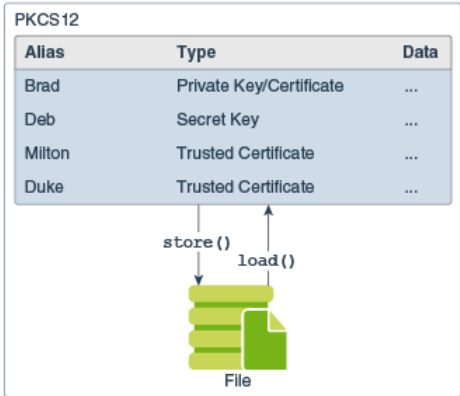 PKCS12
Alias Type Data
Brad Private Key/Certificate ...
Deb Secret Key ...
Milton Trusted Certificate ...
Duke Trusted Certificate ...
store()
load()
File